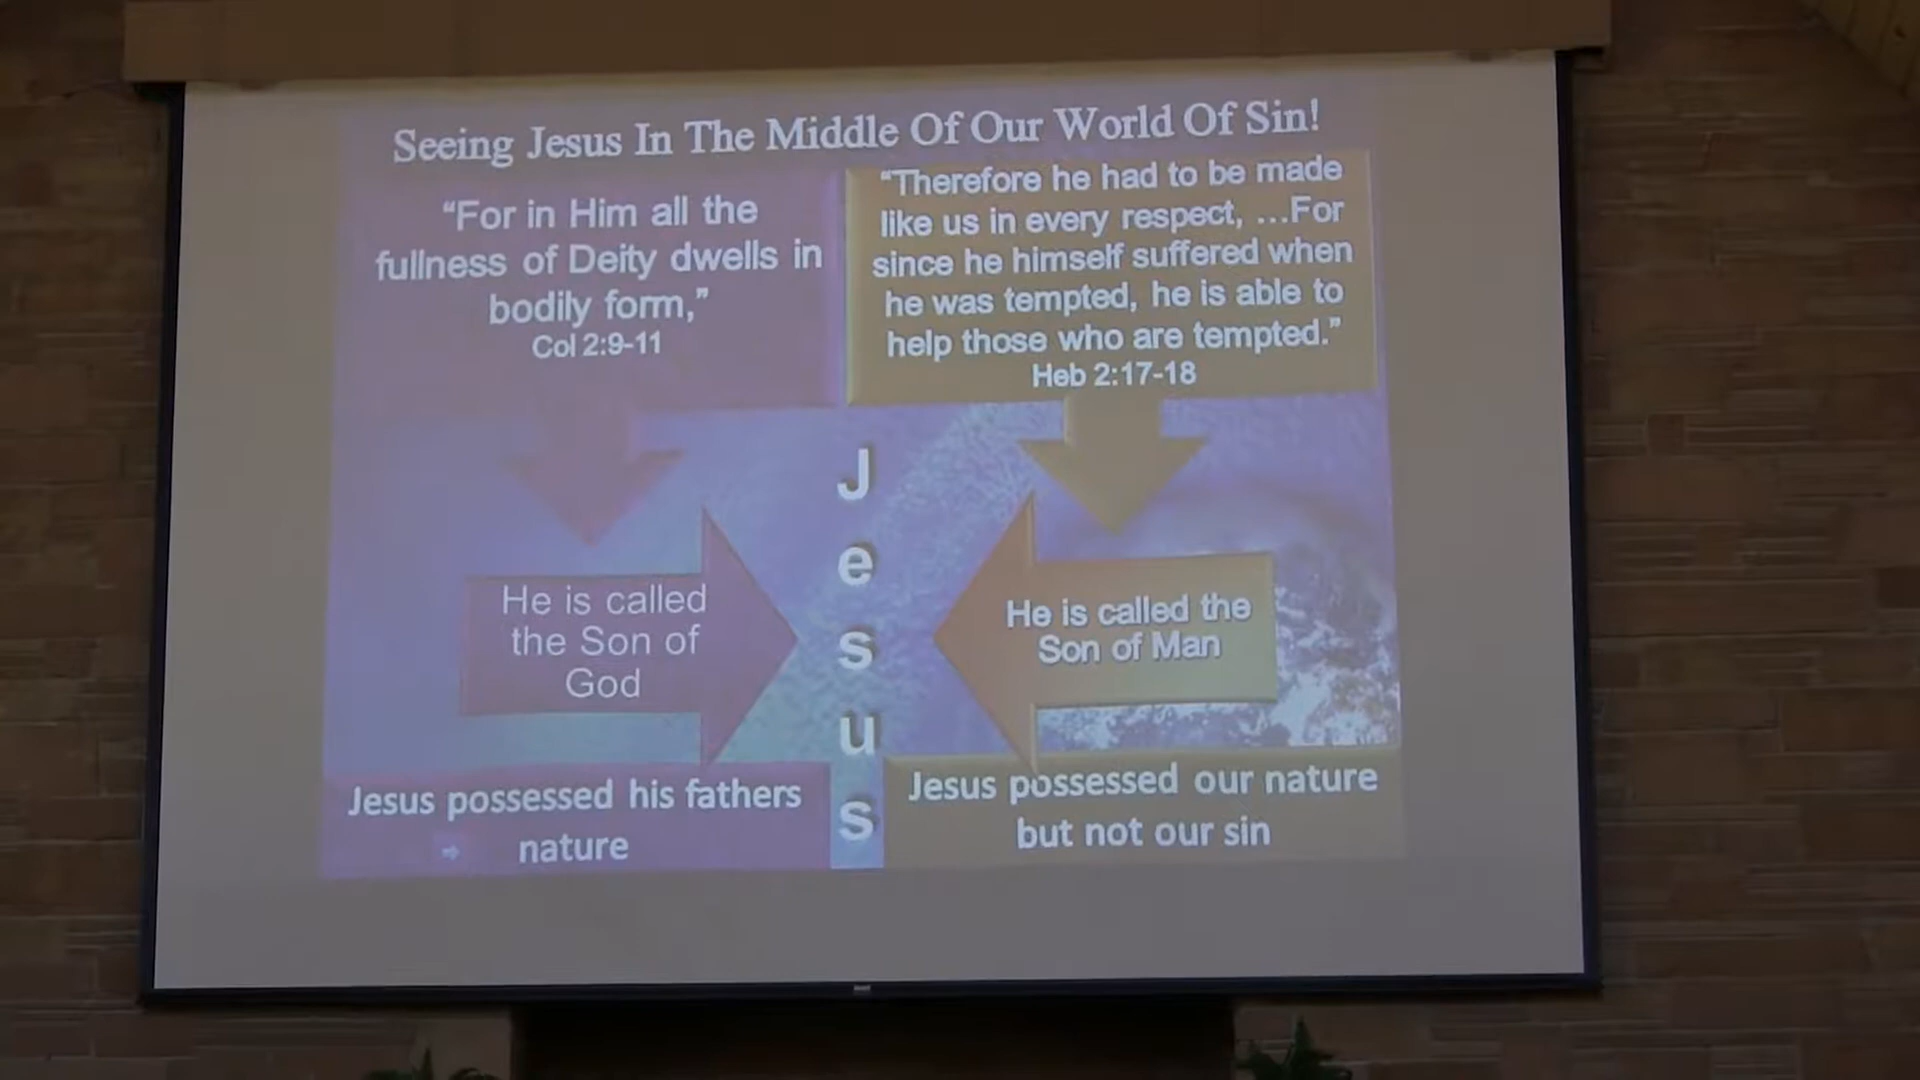 Seeing Jesus In The Middle Of Our World Of Sin!
“For in Him all the
fullness of Deity dwells in
bodily form,”
Col 2:9-11
“Therefore he had to be made
like us in every respect, ...For
since he himself suffered when
he was tempted, he is able to
help those who are tempted.”
Heb 2:17-18
J
e
s
u
s
He is called
the Son of
God
He is called the
Son of Man
Jesus possessed his fathers
nature
Jesus possessed our nature
but not our sin